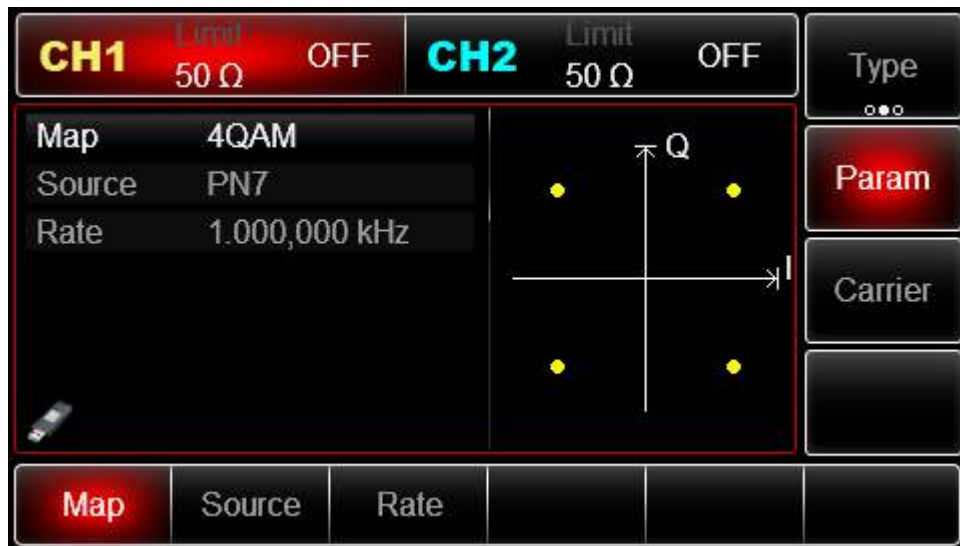 CH1 Limit 50 Ω OFF
CH2 Limit 50 Ω OFF
Type
Map 4QAM
Source PN7
Rate 1.000,000 kHz
Q
I
Param
Carrier
Map Source Rate